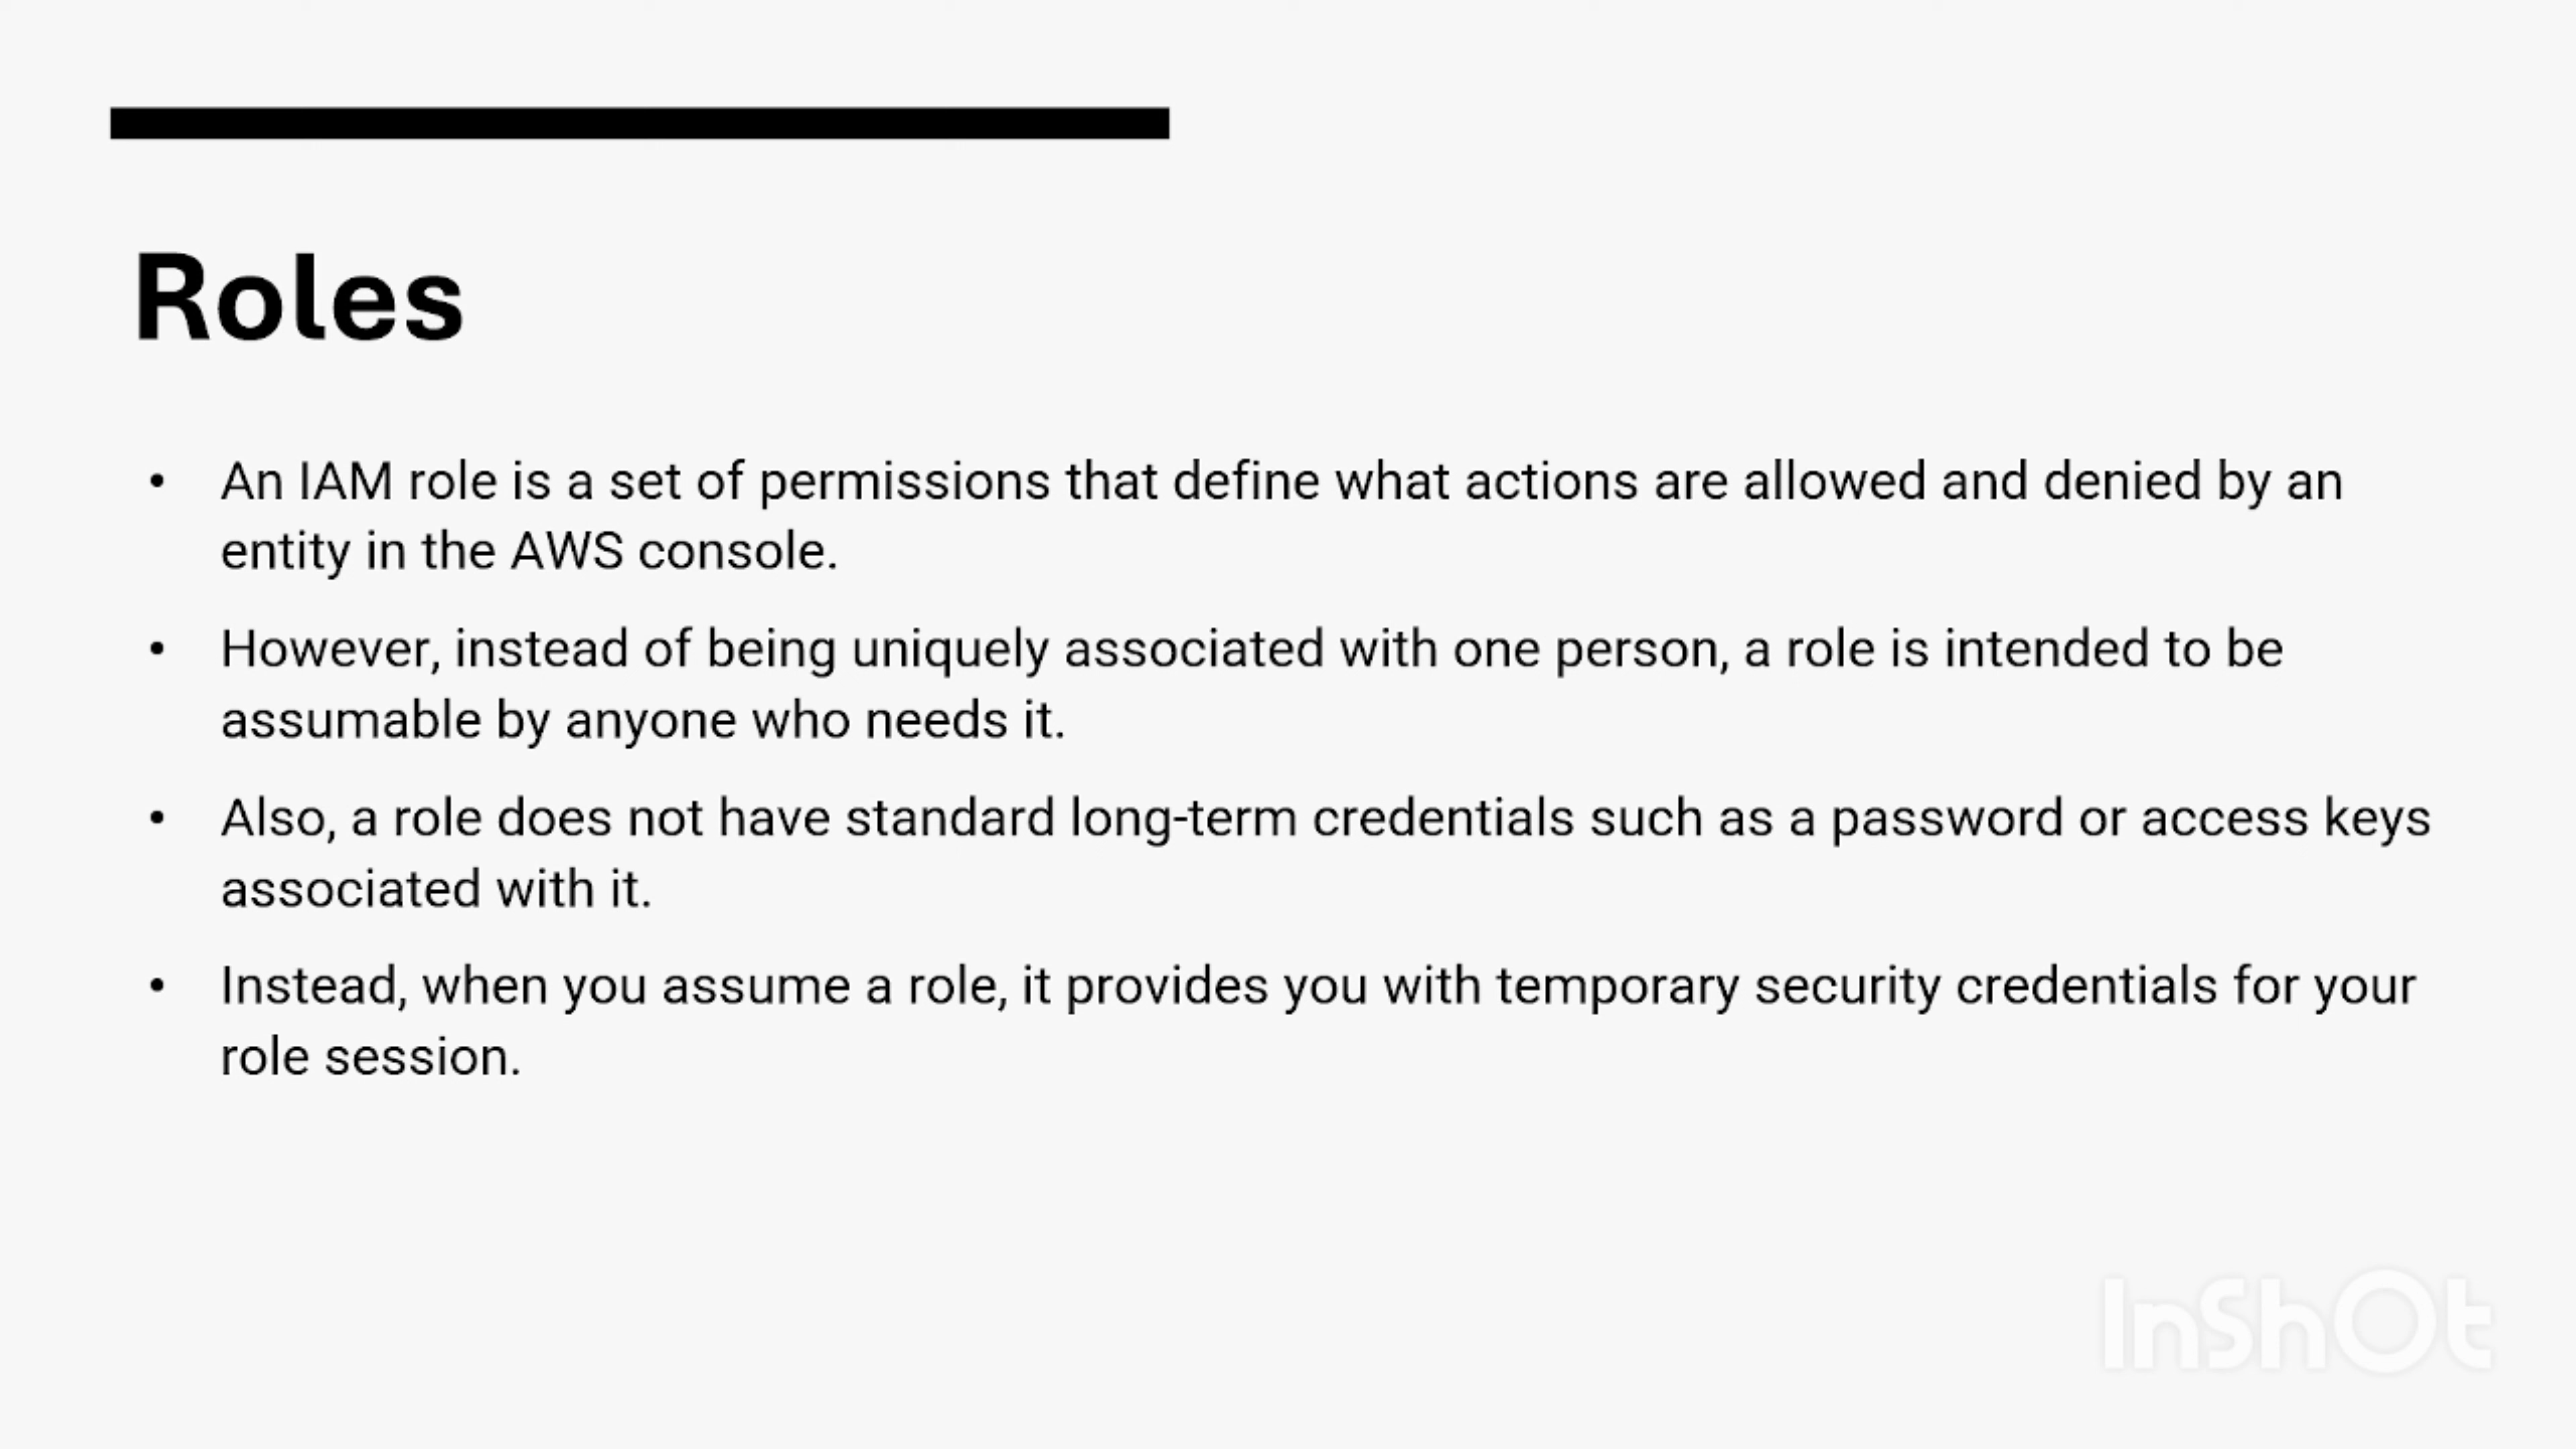 Roles
• An IAM role is a set of permissions that define what actions are allowed and denied by an
entity in the AWS console.
• However, instead of being uniquely associated with one person, a role is intended to be
assumable by anyone who needs it.
• Also, a role does not have standard long-term credentials such as a password or access keys
associated with it.
• Instead, when you assume a role, it provides you with temporary security credentials for your
role session.
InShOt